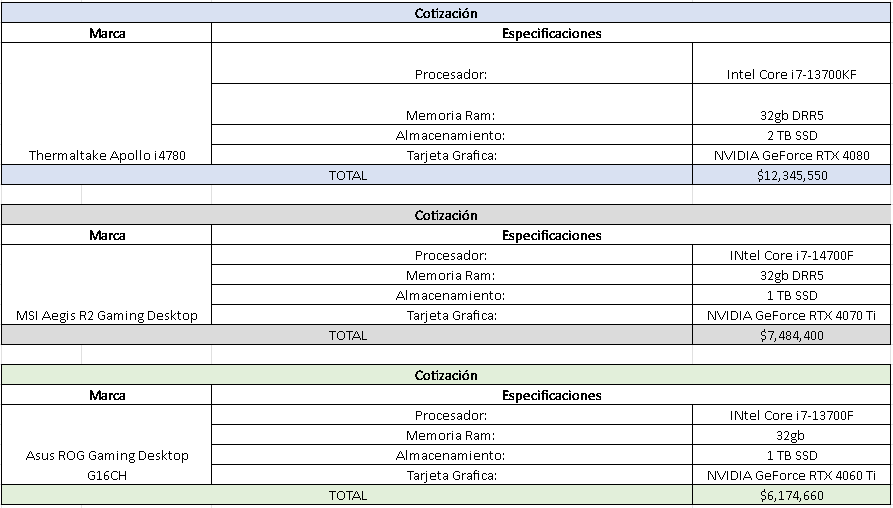 Cotización
Marca Especificaciones
Procesador: Intel Core i7-13700KF
Memoria Ram: 32gb DRR5
Almacenamiento: 2 TB SSD
Thermaltake Apollo i4780 Tarjeta Grafica: NVIDIA GeForce RTX 4080
TOTAL $12,345,550
Cotización
Marca Especificaciones
Procesador: INtel Core i7-14700F
Memoria Ram: 32gb DRR5
Almacenamiento: 1 TB SSD
MSI Aegis R2 Gaming Desktop Tarjeta Grafica: NVIDIA GeForce RTX 4070 Ti
TOTAL $7,484,400
Cotización
Marca Especificaciones
Procesador: INtel Core i7-13700F
Memoria Ram: 32gb
Asus ROG Gaming Desktop Almacenamiento: 1 TB SSD
G16CH Tarjeta Grafica: NVIDIA GeForce RTX 4060 Ti
TOTAL $6,174,660